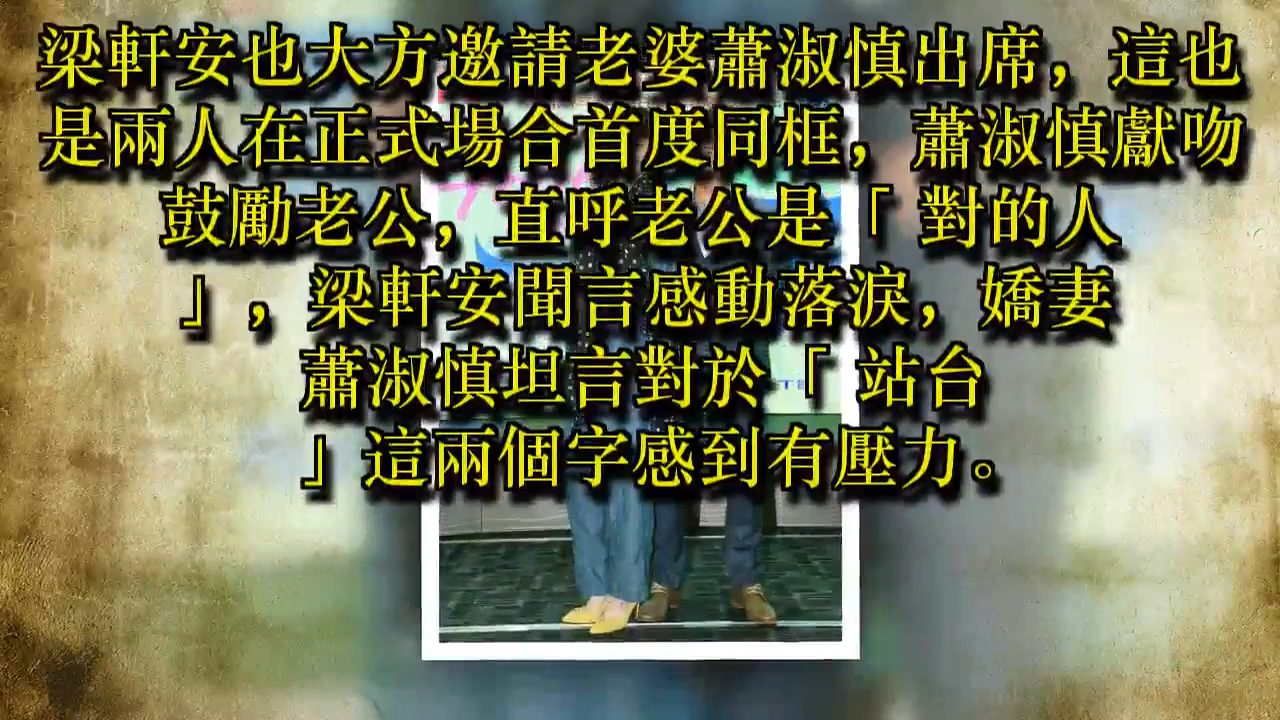 梁軒安也大方邀請老婆蕭淑慎出席，這也
是兩人在正式場合首度同框，蕭淑慎獻吻
鼓勵老公，直呼老公是「 對的人
」，梁軒安聞言感動落淚，嬌妻
蕭淑慎坦言對於「 站台
」這兩個字感到有壓力。